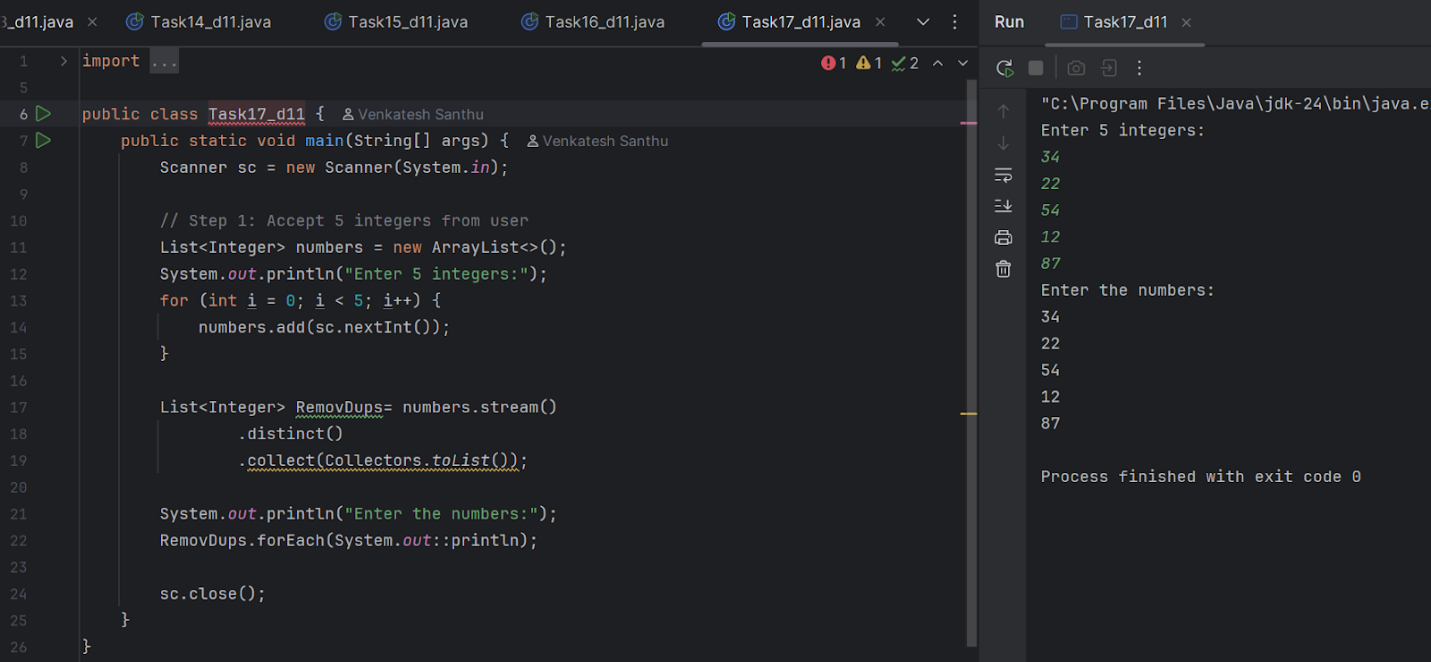 3_d11.java Task14_d11.java Task15_d11.java Task16_d11.java Task17_d11.java
1 import ...
5
6 public class Task17_d11 { Venkatesh Santhu
7 public static void main(String[] args) { Venkatesh Santhu
8 Scanner sc = new Scanner(System.in);
9
10 // Step 1: Accept 5 integers from user
11 List<Integer> numbers = new ArrayList<>();
12 System.out.println("Enter 5 integers:");
13 for (int i = 0; i < 5; i++) {
14 numbers.add(sc.nextInt());
15 }
16
17 List<Integer> RemovDups= numbers.stream()
18 .distinct()
19 .collect(Collectors.toList());
20
21 System.out.println("Enter the numbers:");
22 RemovDups.forEach(System.out::println);
23
24 sc.close();
25 }
26 }
1 1 2
Run Task17_d11
"C:\Program Files\Java\jdk-24\bin\java.e
Enter 5 integers:
34
22
54
12
87
Enter the numbers:
34
22
54
12
87
Process finished with exit code 0